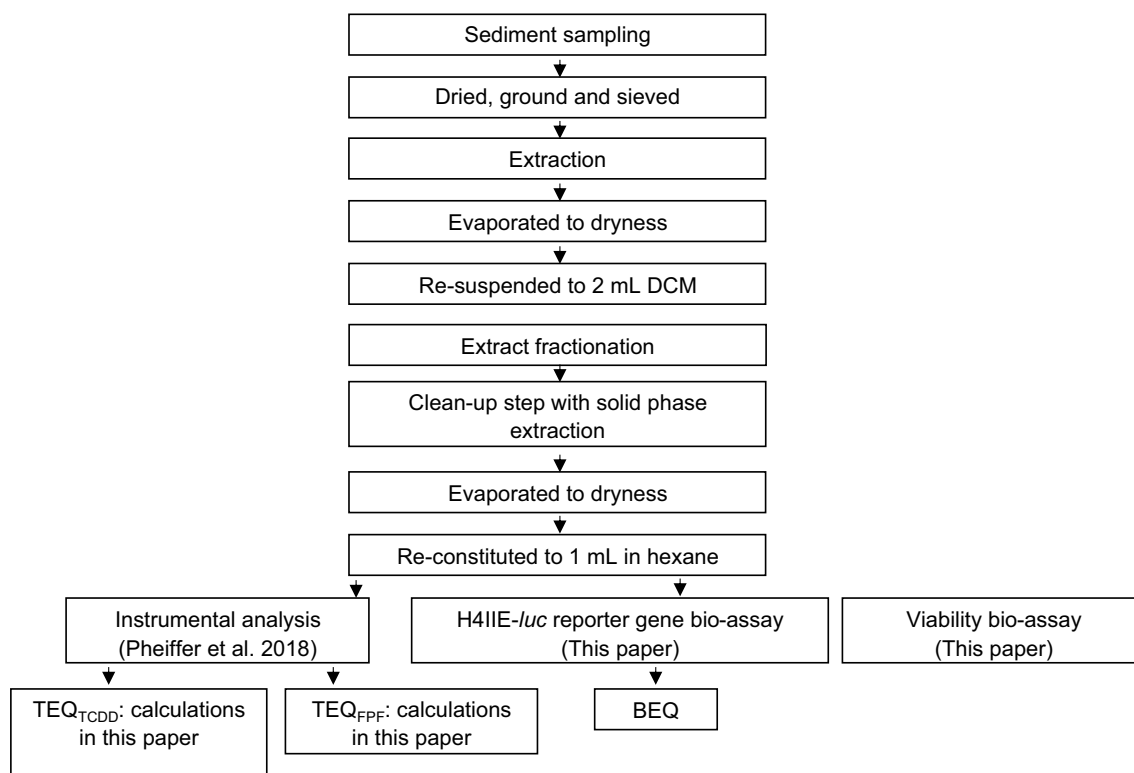 Sediment sampling
Dried, ground and sieved
Extraction
Evaporated to dryness
Re-suspended to 2 mL DCM
Extract fractionation
Clean-up step with solid phase
extraction
Evaporated to dryness
Re-constituted to 1 mL in hexane
Instrumental analysis
(Pheiffer et al. 2018)
H4IIE-luc reporter gene bio-assay
(This paper)
Viability bio-assay
(This paper)
TEQTCDD: calculations
in this paper
TEQFPF: calculations
in this paper
BEQ